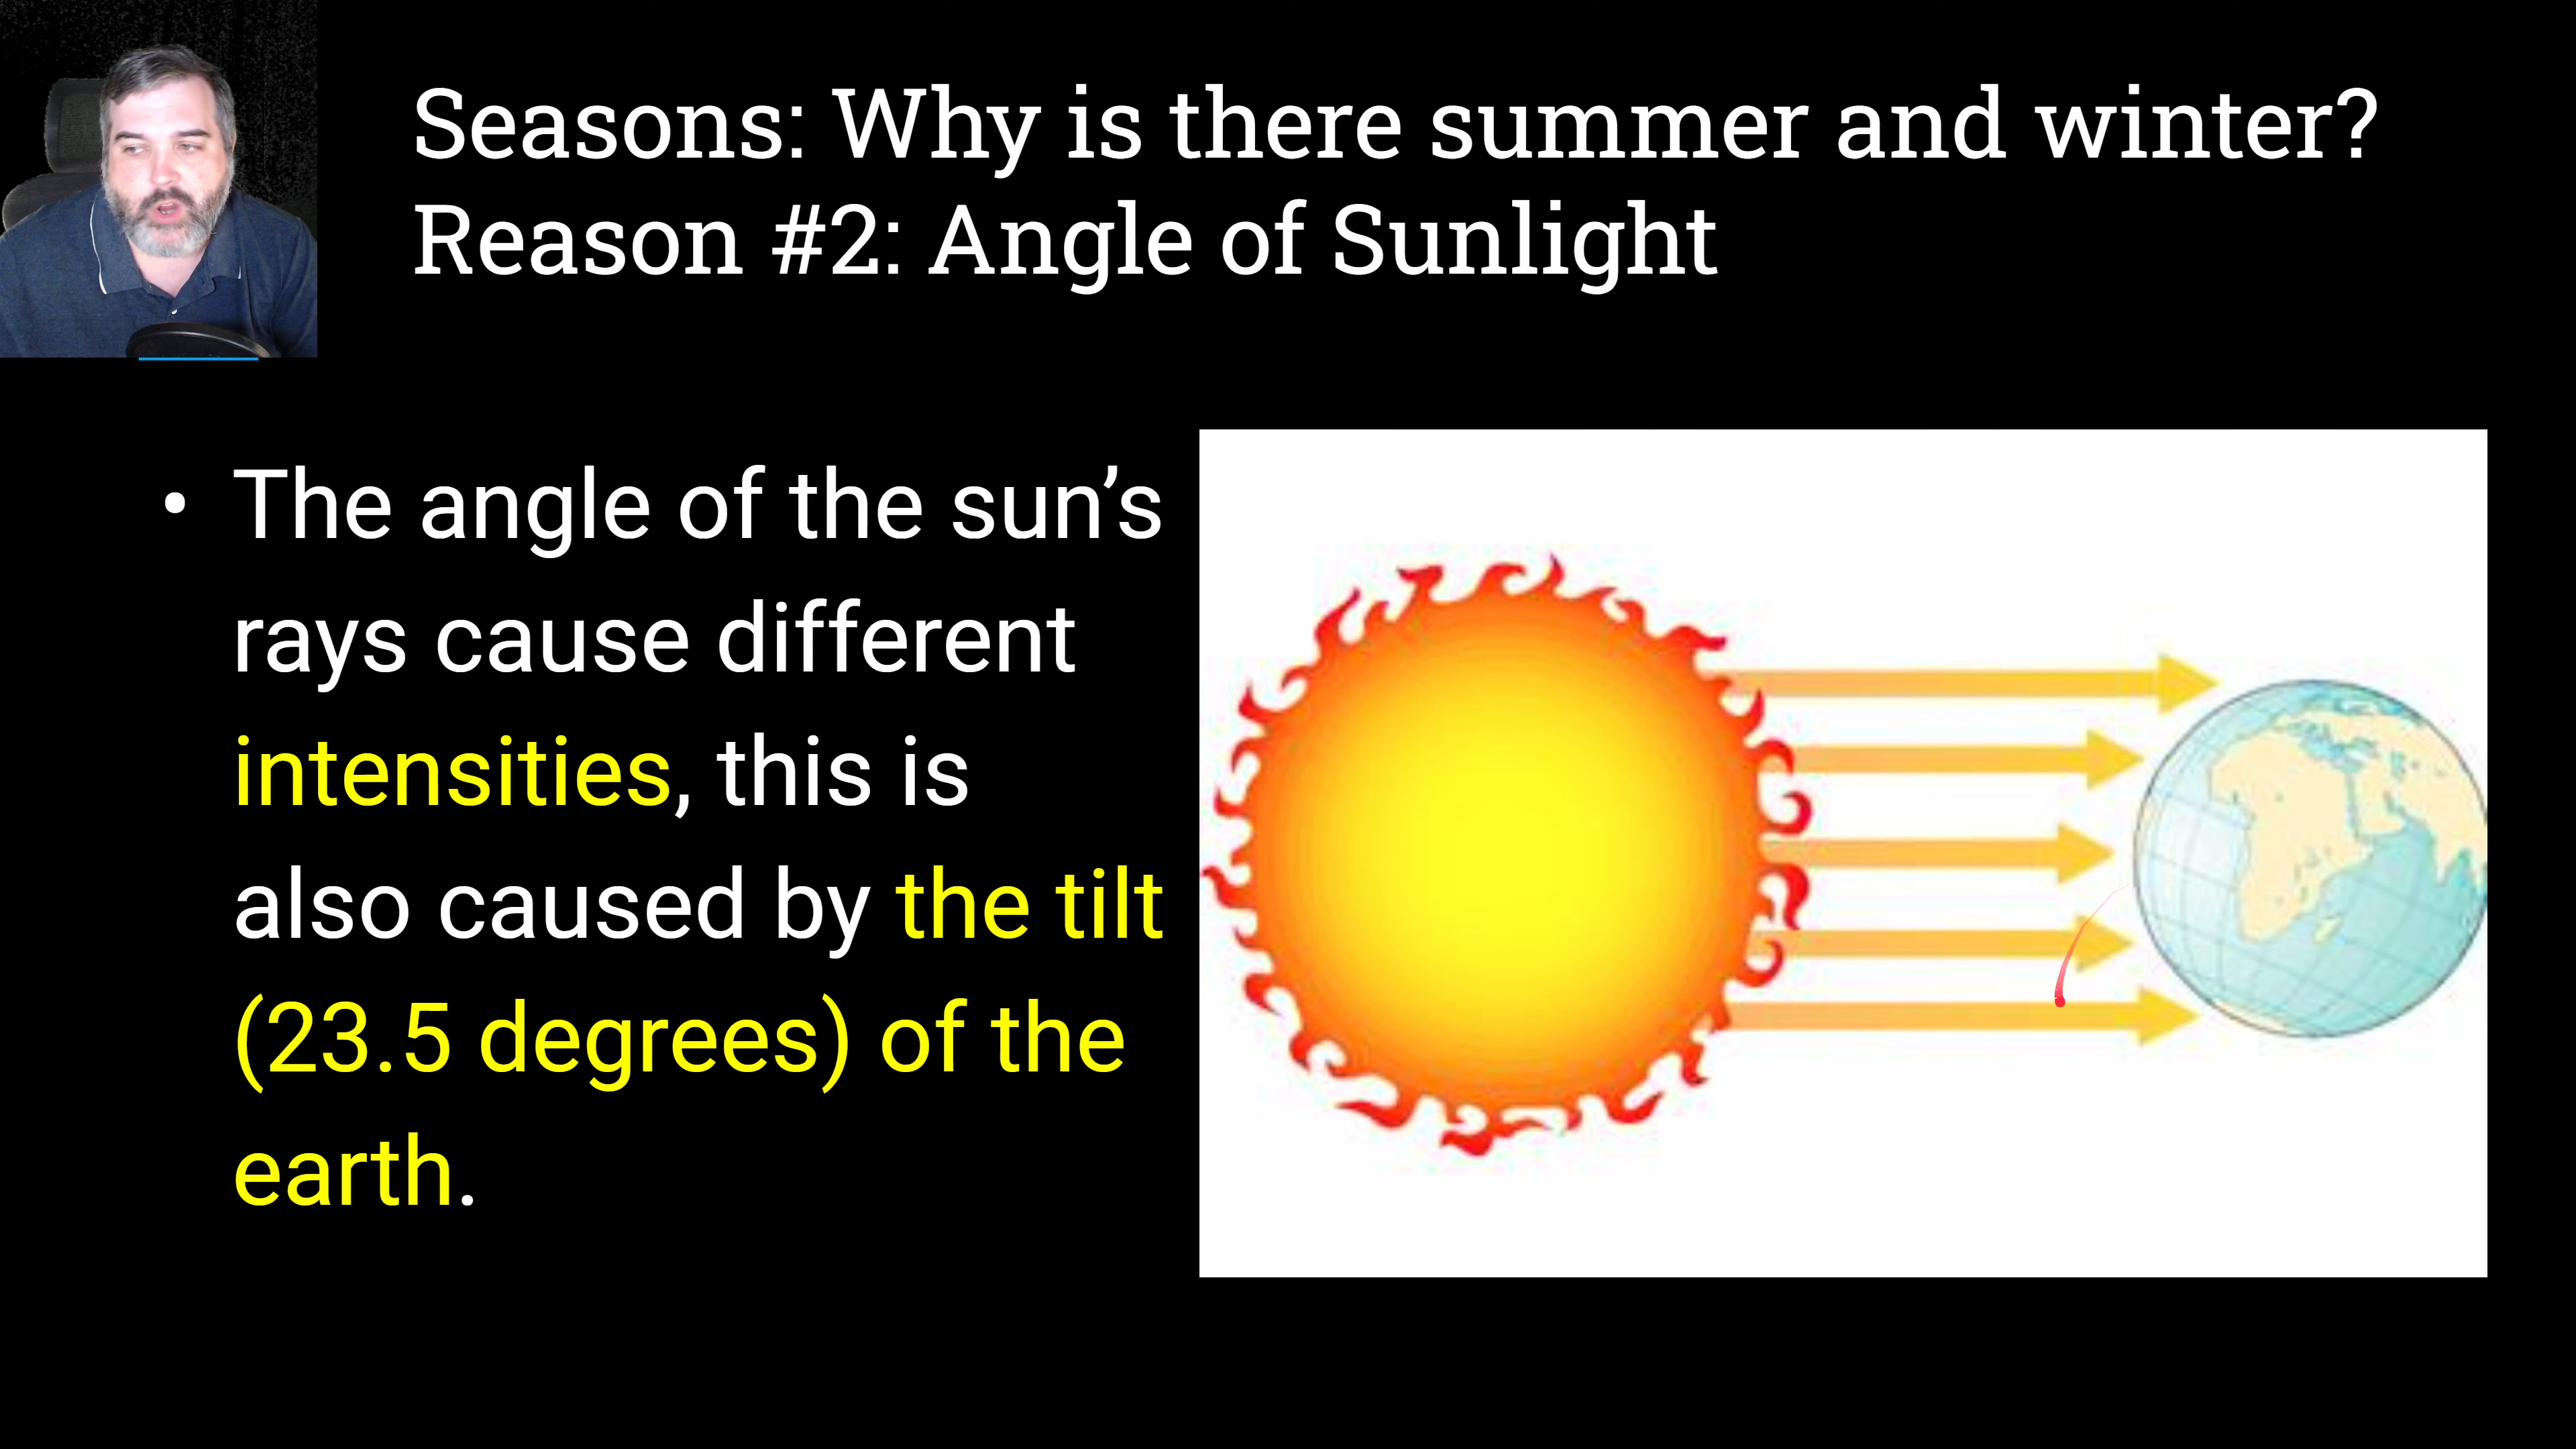 Seasons: Why is there summer and winter?
Reason #2: Angle of Sunlight
• The angle of the sun’s
rays cause different
intensities, this is
also caused by the tilt
(23.5 degrees) of the
earth.